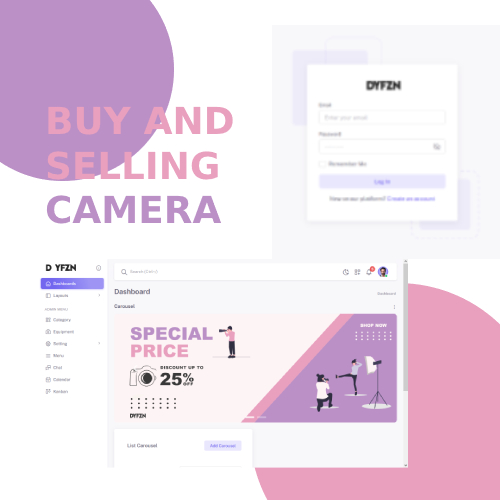 BUY AND
SELLING
CAMERA
DYFZN
Email
Enter your email
Password
Remember Me
Log in
New on our platform? Create an account
D YFZN
Dashboards
Layouts
Category
Equipment
Selling
Menu
Chat
Calendar
Kanban
Search (Ctrl+/)
Dashboard
Dashboard
Carousel
SPECIAL
PRICE
DISCOUNT UP TO
25%
OFF
DYFZN
SHOP NOW
List Carousel
Add Carousel